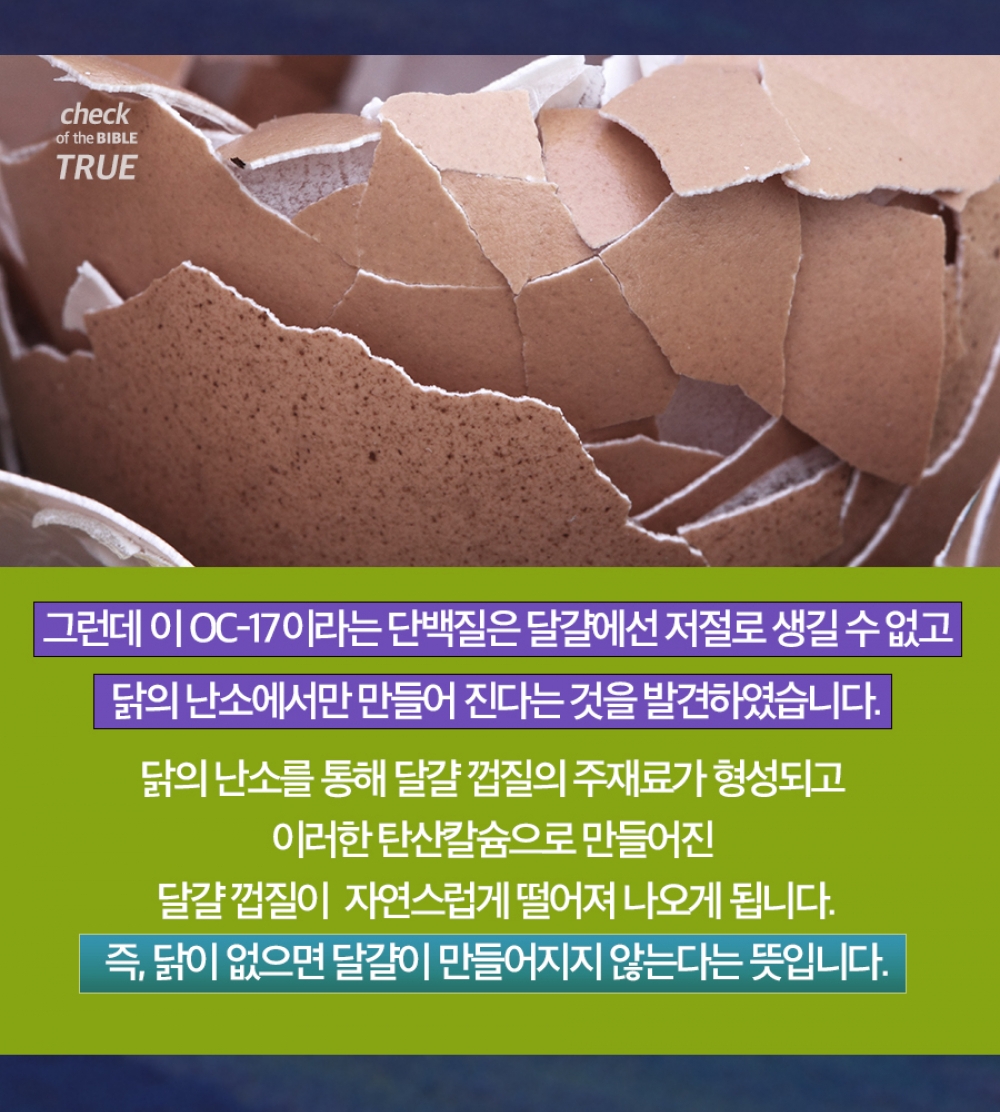 check
of the BIBLE
TRUE
그런데 이 OC-17이라는 단백질은 달걀에선 저절로 생길 수 없고
닭의 난소에서만 만들어 진다는 것을 발견하였습니다.
닭의 난소를 통해 달걀 껍질의 주재료가 형성되고
이러한 탄산칼슘으로 만들어진
달걀 껍질이 자연스럽게 떨어져 나오게 됩니다.
즉, 닭이 없으면 달걀이 만들어지지 않는다는 뜻입니다.